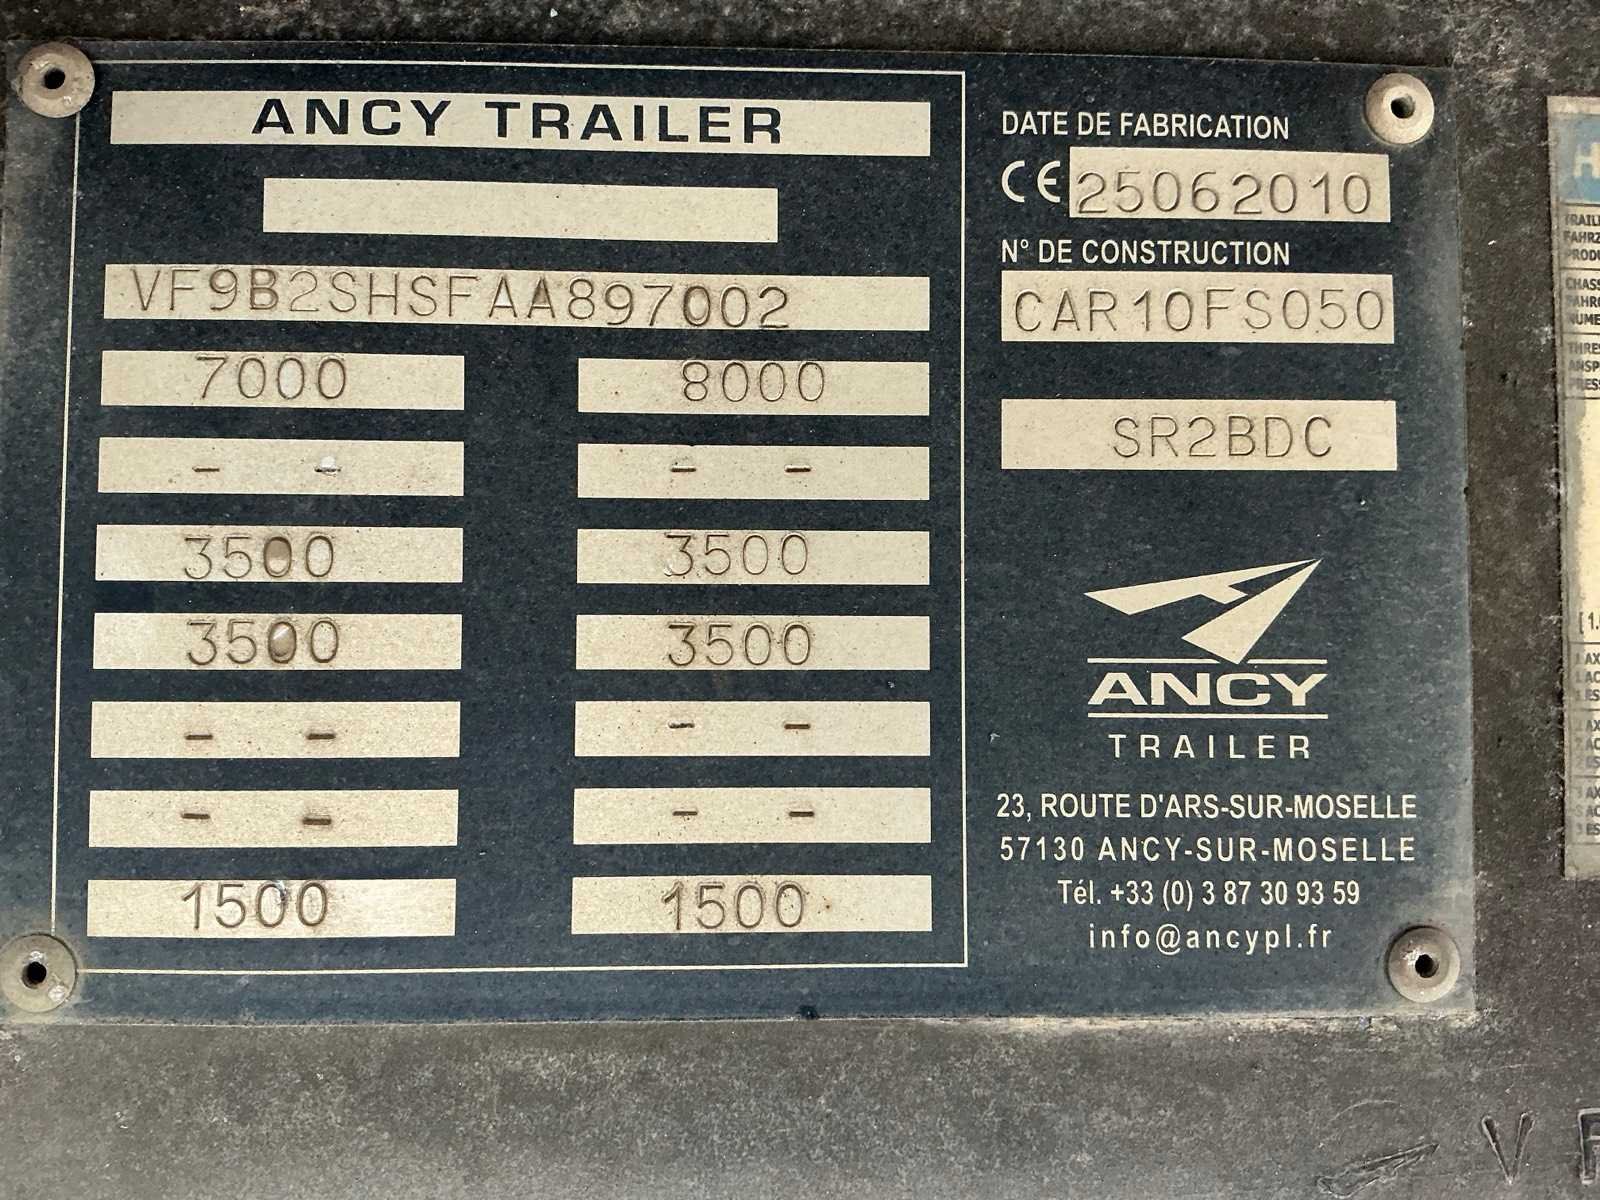 ANCY TRAILER
VF9B2SHSFAA897002
7000 8000
- - - -
3500 3500
3500 3500
- - - -
- - - -
1500 1500
DATE DE FABRICATION
CE 25062010
N° DE CONSTRUCTION
CAR10FS050
SR2BDC
ANCY
TRAILER
23, ROUTE D'ARS-SUR-MOSELLE
57130 ANCY-SUR-MOSELLE
Tél. +33 (0) 3 87 30 93 59
info@ancypl.fr
V